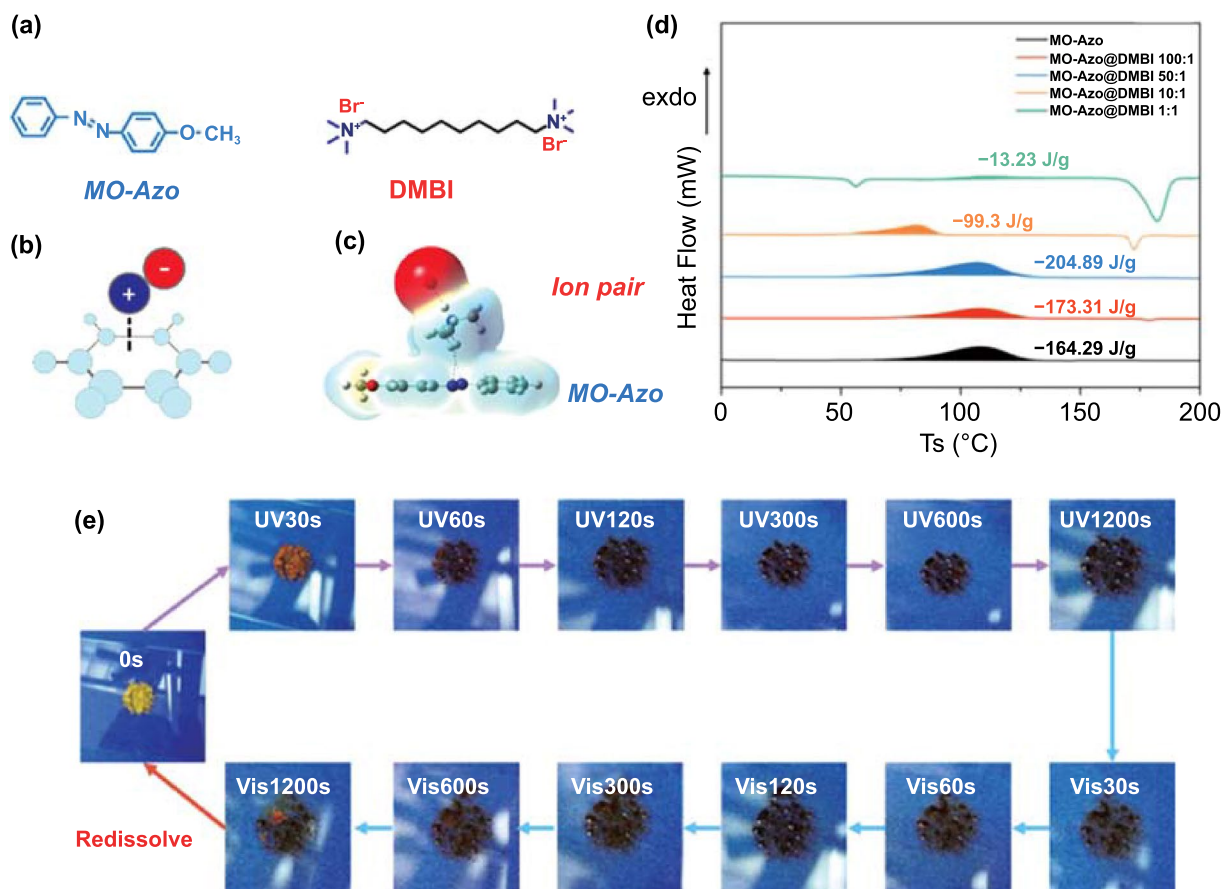 (a)
N
N
O
CH3
MO-Azo
Br-
N+
N+
Br-
DMBI
(b)
+
−
(c)
Ion pair
MO-Azo
(d)
exdo
Heat Flow (mW)
MO-Azo
MO-Azo@DMBI 100:1
MO-Azo@DMBI 50:1
MO-Azo@DMBI 10:1
MO-Azo@DMBI 1:1
−13.23 J/g
−99.3 J/g
−204.89 J/g
−173.31 J/g
−164.29 J/g
0 50 100 150 200
Ts (°C)
(e)
UV30s UV60s UV120s UV300s UV600s UV1200s
0s
Vis1200s Vis600s Vis300s Vis120s Vis60s Vis30s
Redissolve